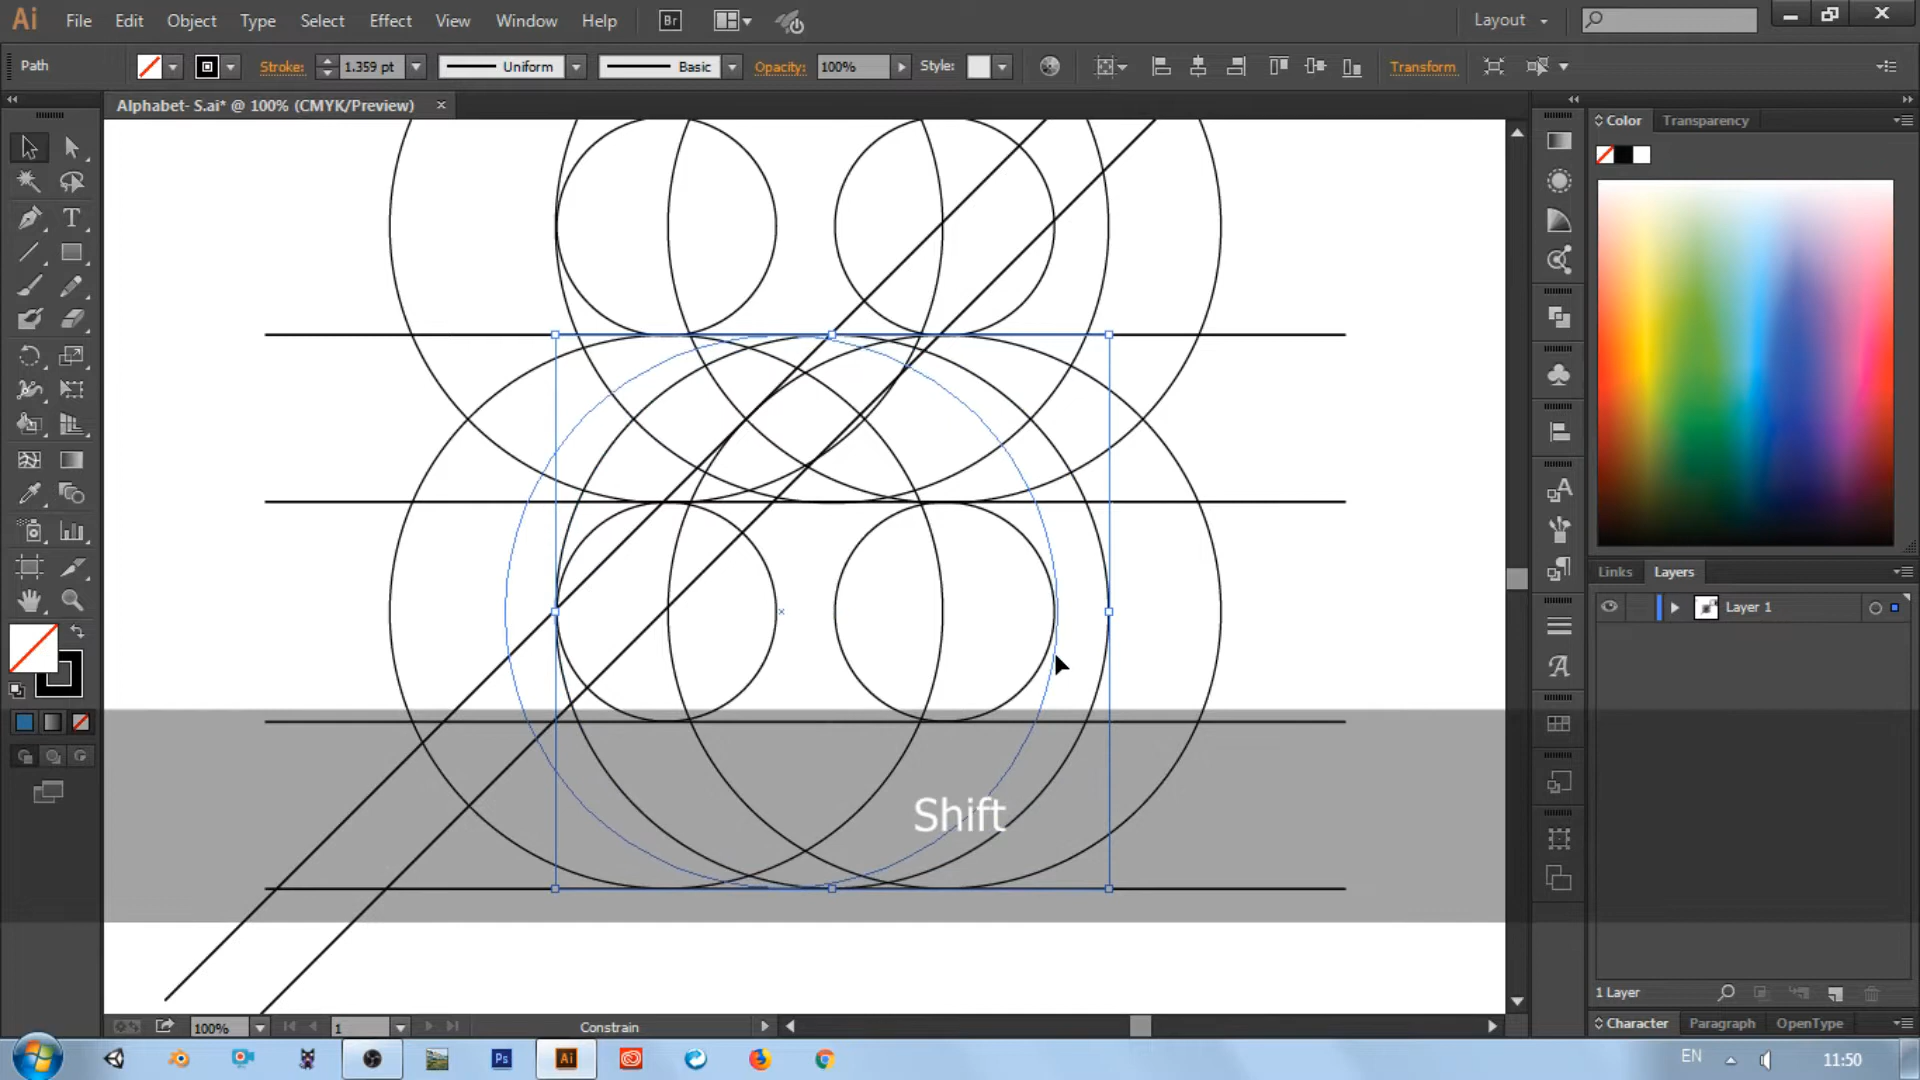 Ai File Edit Object Type Select Effect View Window Help Br Layout
Path Stroke: 1.359 pt Uniform Basic Opacity: 100% Style: Transform
Alphabet- S.ai* @ 100% (CMYK/Preview) ×
Color Transparency
Links Layers
Layer 1
Shift
1 Layer
100% 1 Constrain
Character Paragraph OpenType
Ps Ai EN 11:50